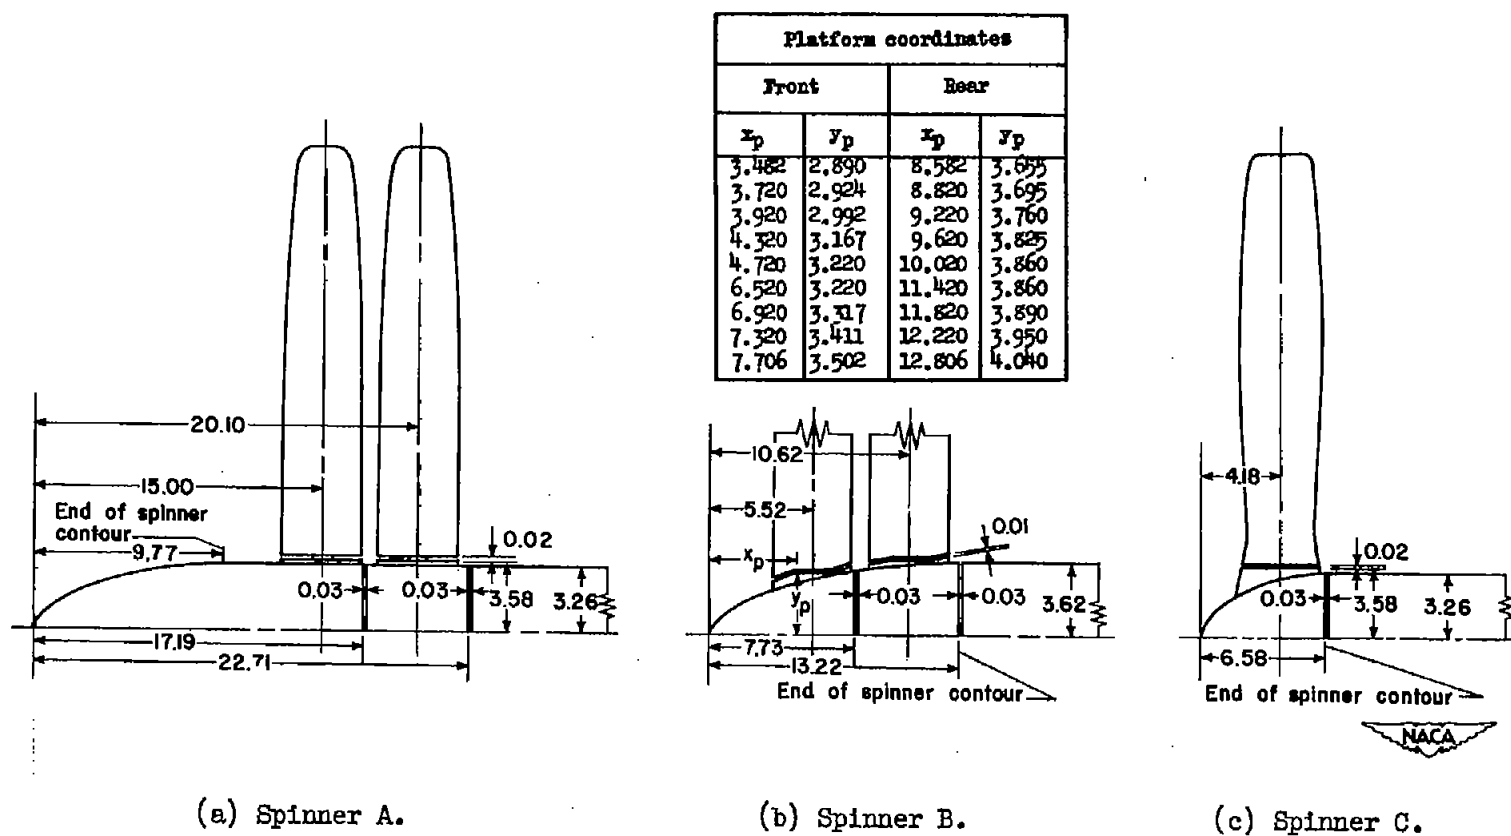 Platform coordinates
Front Rear
xp yp xp yp
3.482 2.890 8.582 3.655
3.720 2.924 8.820 3.695
3.920 2.992 9.220 3.760
4.320 3.167 9.620 3.825
4.720 3.220 10.020 3.860
6.520 3.220 11.420 3.860
6.920 3.317 11.820 3.890
7.320 3.411 12.220 3.950
7.706 3.502 12.806 4.040
20.10
15.00
End of spinner
contour
9.77
0.02
0.03
0.03
3.58
3.26
17.19
22.71
(a) Spinner A.
10.62
5.52
xp
yp
0.01
0.03
0.03
3.62
7.73
13.22
End of spinner contour
(b) Spinner B.
4.18
0.02
0.03
3.58
3.26
6.58
End of spinner contour
NACA
(c) Spinner C.